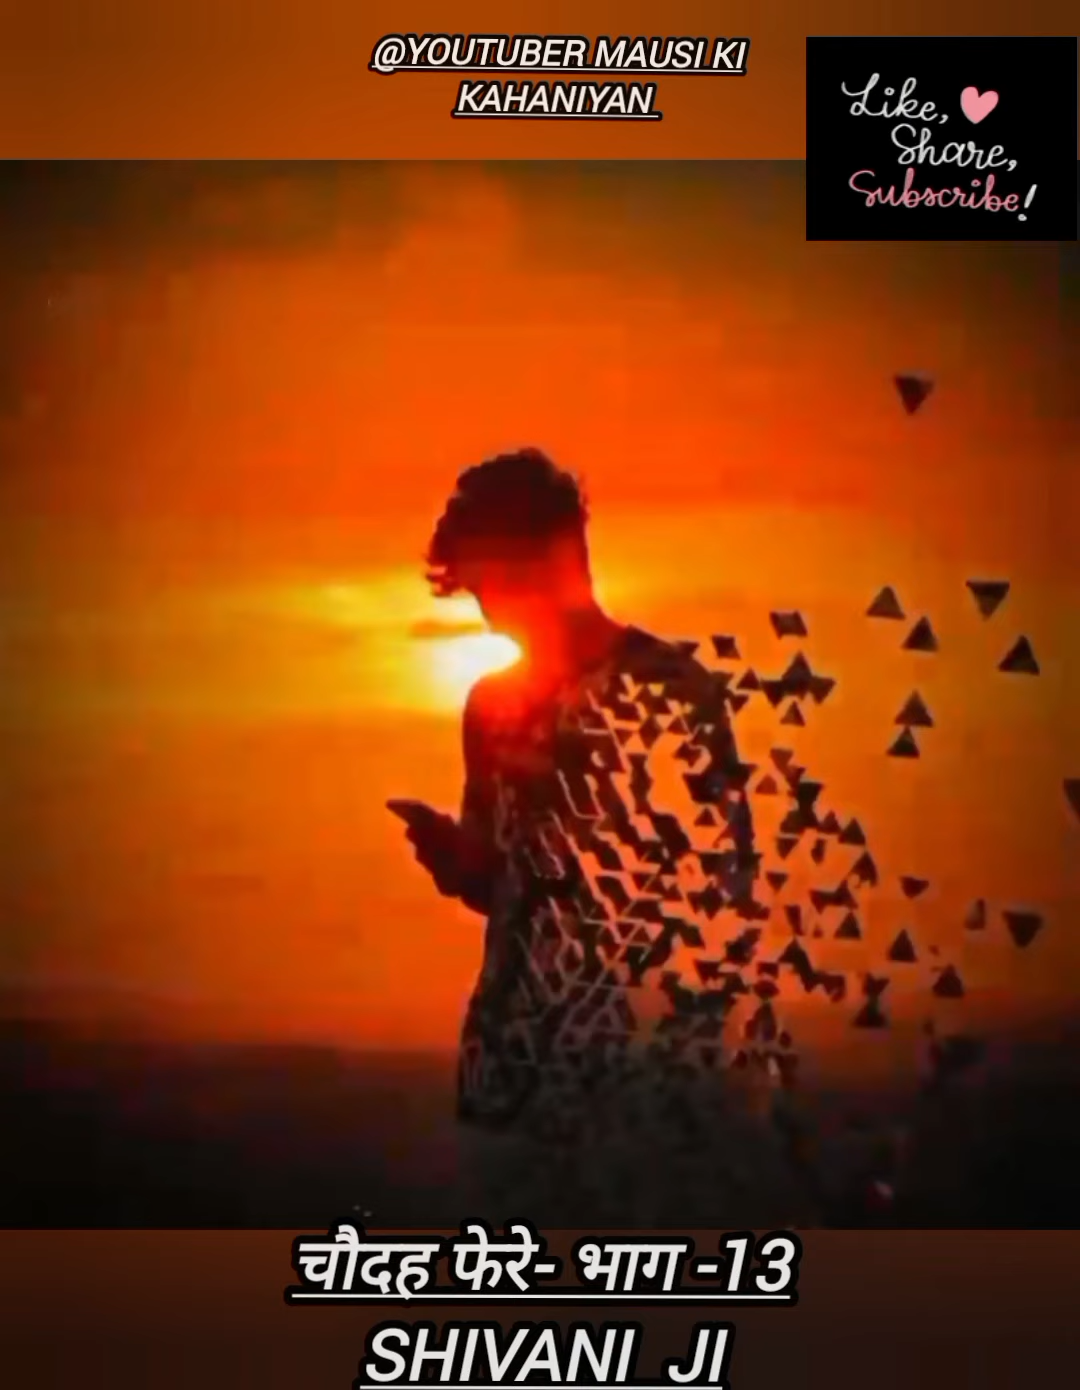 @YOUTUBER MAUSI KI
KAHANIYAN
Like,
Share,
Subscribe!
चौदह फेरे- भाग -13
SHIVANI JI